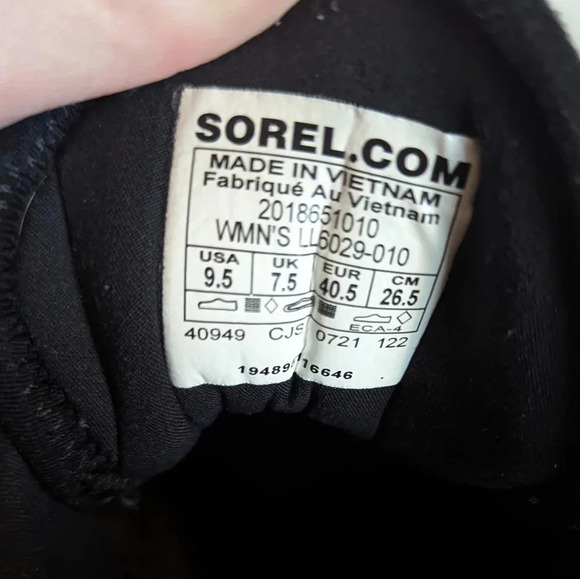 SOREL.COM
MADE IN VIETNAM
Fabriqué Au Vietnam
2018651010
WMN'S LL6029-010
USA UK EUR CM
9.5 7.5 40.5 26.5
ECA-4
40949 CJS 0721 122